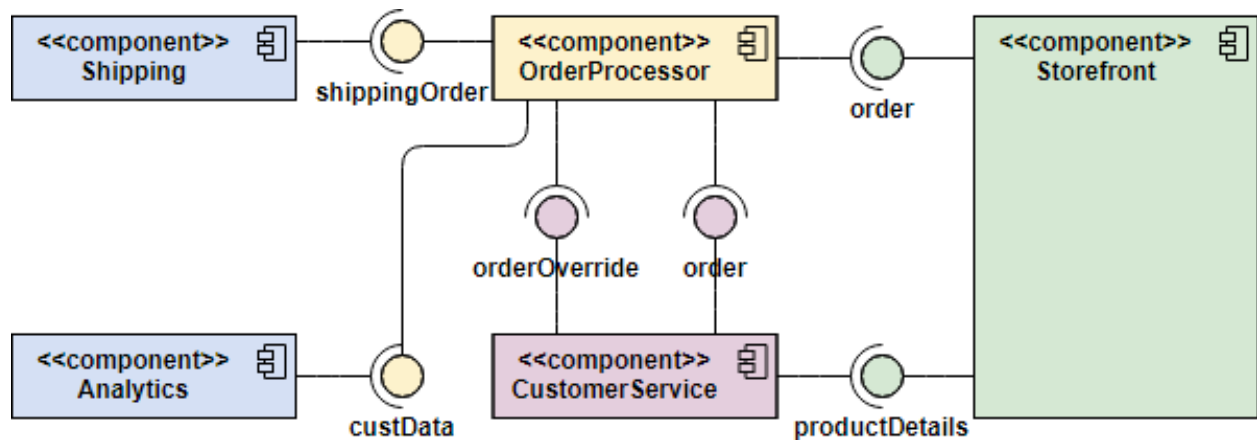 <<component>>
Shipping
shippingOrder
<<component>>
OrderProcessor
order
<<component>>
Storefront
orderOverride
order
<<component>>
Analytics
custData
<<component>>
CustomerService
productDetails